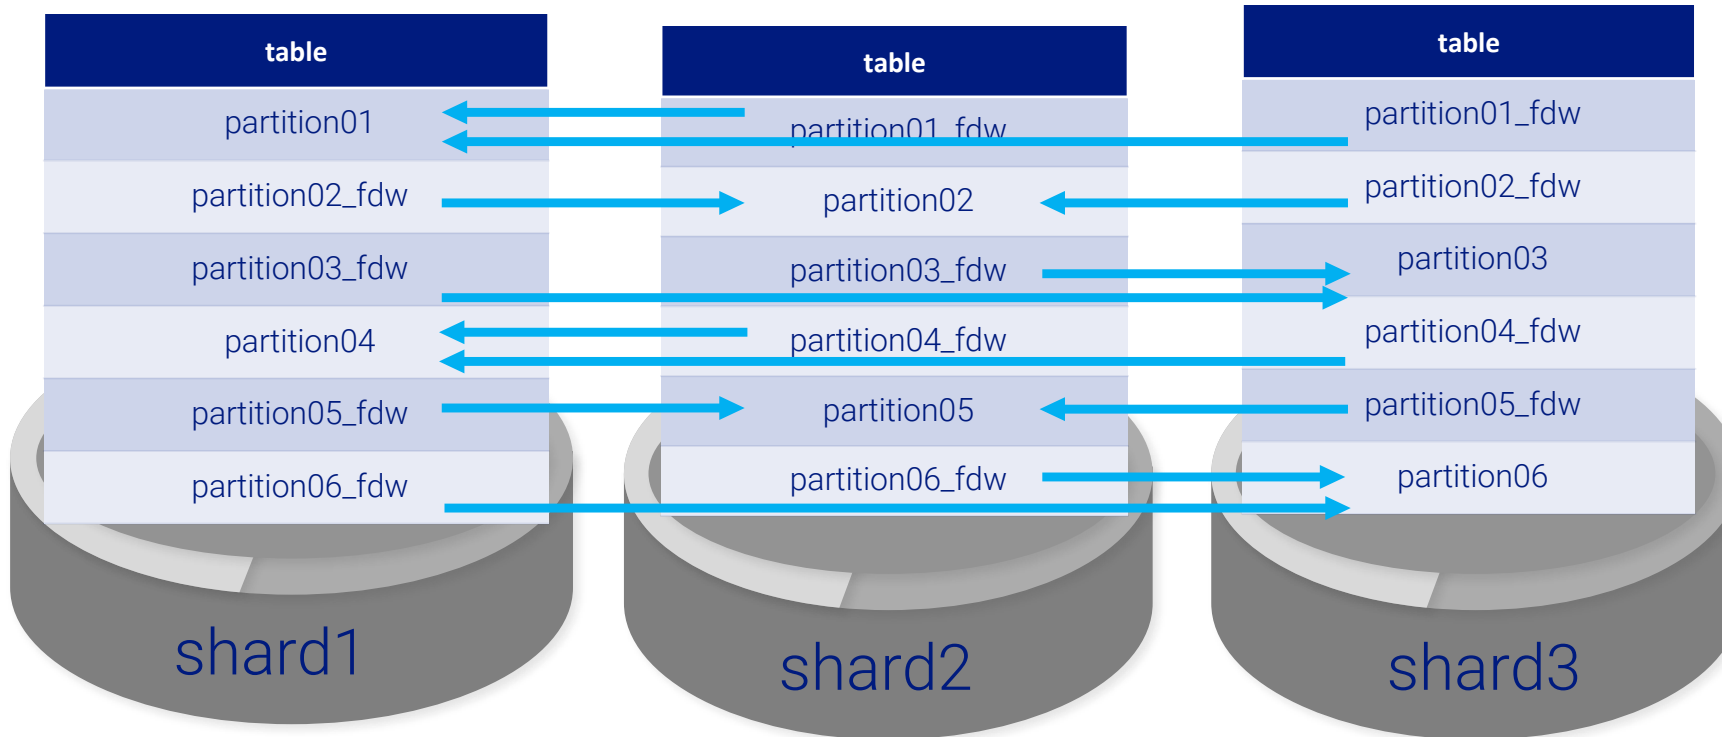 table
partition01
partition02_fdw
partition03_fdw
partition04
partition05_fdw
partition06_fdw
shard1
table
partition01_fdw
partition02
partition03_fdw
partition04_fdw
partition05
partition06_fdw
shard2
table
partition01_fdw
partition02_fdw
partition03
partition04_fdw
partition05_fdw
partition06
shard3